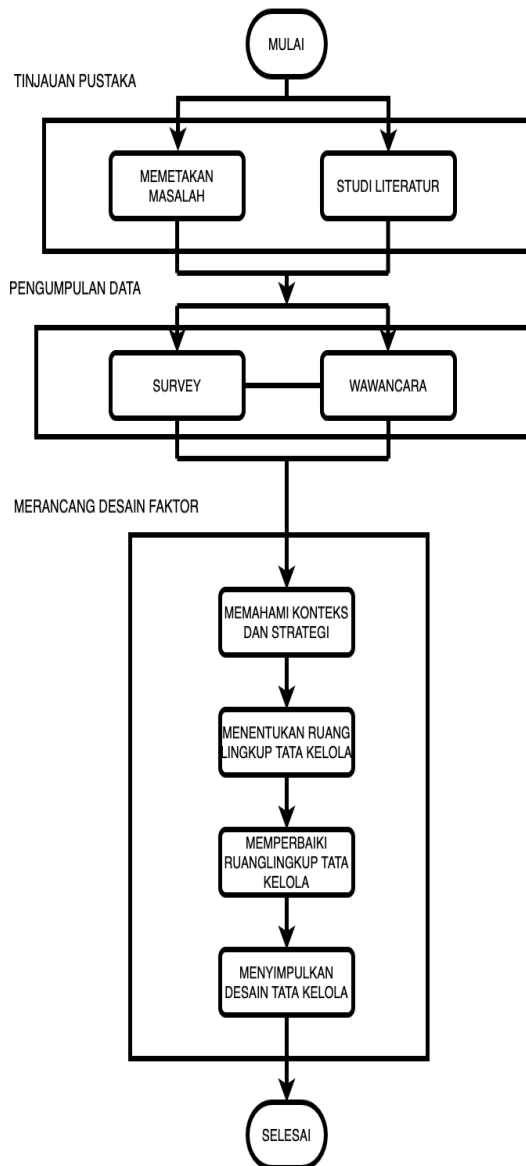 MULAI
TINJAUAN PUSTAKA
MEMETAKAN
MASALAH
STUDI LITERATUR
PENGUMPULAN DATA
SURVEY
WAWANCARA
MERANCANG DESAIN FAKTOR
MEMAHAMI KONTEKS
DAN STRATEGI
MENENTUKAN RUANG
LINGKUP TATA KELOLA
MEMPERBAIKI
RUANGLINGKUP TATA
KELOLA
MENYIMPULKAN
DESAIN TATA KELOLA
SELESAI